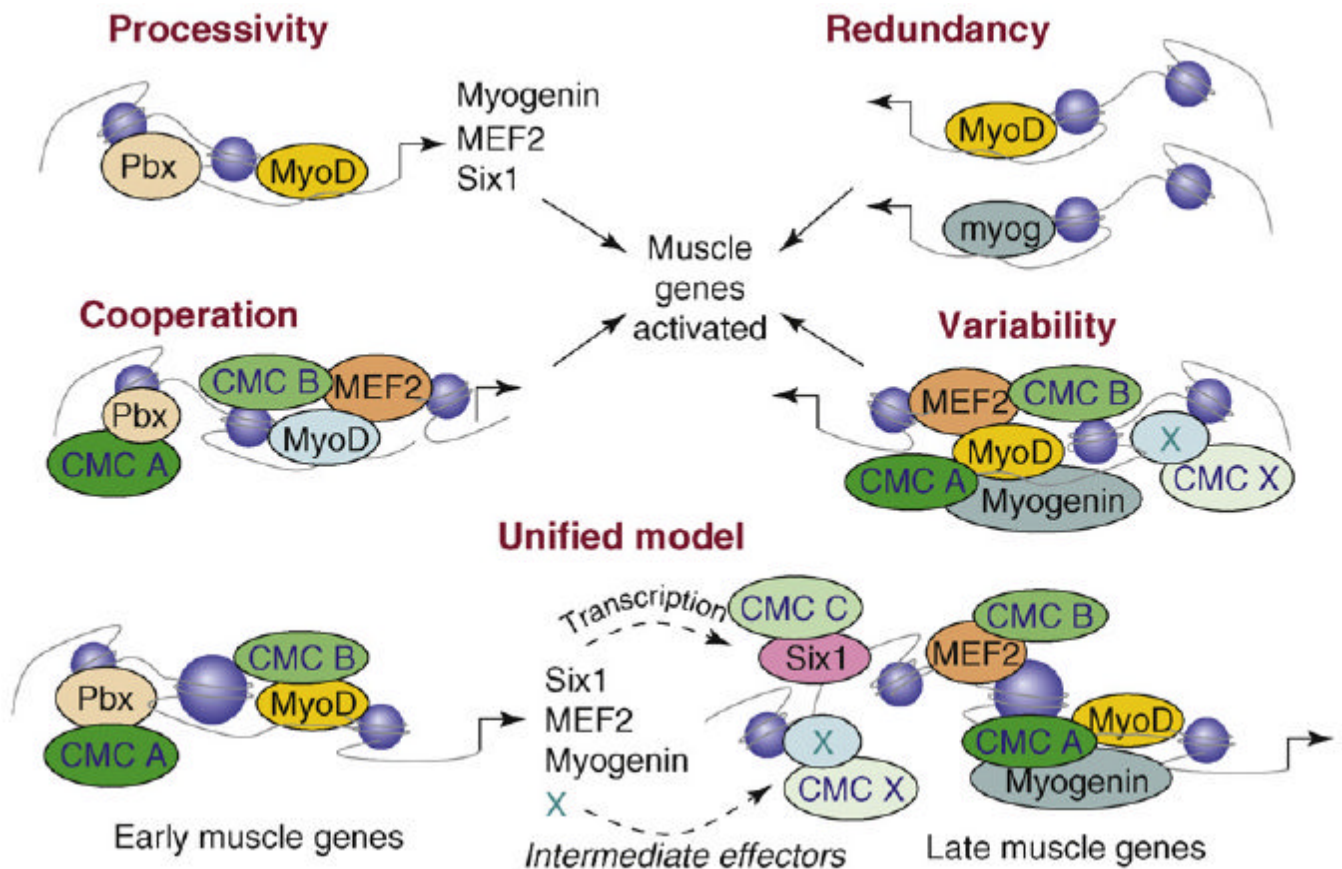 Processivity
Pbx
MyoD
Myogenin
MEF2
Six1
Redundancy
MyoD
myog
Muscle
genes
activated
Cooperation
CMC B
MEF2
Pbx
MyoD
CMC A
Variability
MEF2
CMC B
MyoD
X
CMC A
CMC X
Myogenin
Unified model
CMC B
Pbx
MyoD
CMC A
Early muscle genes
Transcription
Six1
MEF2
Myogenin
X
Intermediate effectors
CMC C
Six1
X
CMC X
CMC B
MEF2
MyoD
CMC A
Myogenin
Late muscle genes